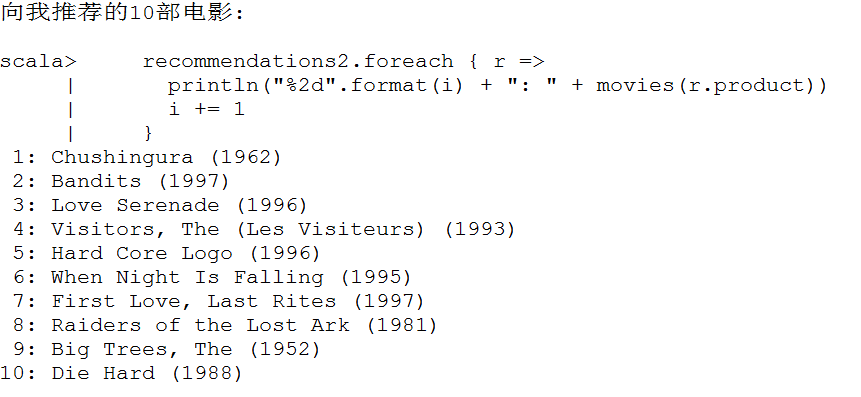 向我推荐的10部电影：
scala>     recommendations2.foreach { r =>
     |       println("%2d".format(i) + ": " + movies(r.product))
     |       i += 1
     |     }
 1: Chushingura (1962)
 2: Bandits (1997)
 3: Love Serenade (1996)
 4: Visitors, The (Les Visiteurs) (1993)
 5: Hard Core Logo (1996)
 6: When Night Is Falling (1995)
 7: First Love, Last Rites (1997)
 8: Raiders of the Lost Ark (1981)
 9: Big Trees, The (1952)
10: Die Hard (1988)